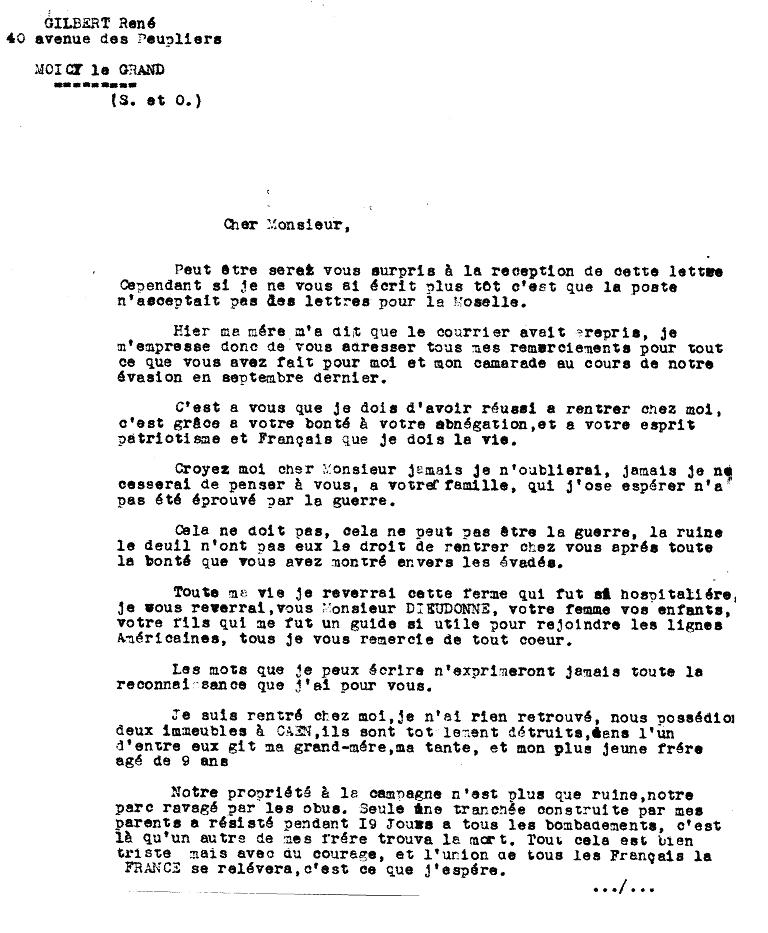 GILBERT René
40 avenue des Peupliers
MOICY le GRAND
(S. et O.)
Cher Monsieur,
Peut être serez vous surpris à la reception de cette lettre
Cependant si je ne vous ai écrit plus tôt c'est que la poste
n'asceptait pas des lettres pour la Moselle.
Hier ma mére m'a dit que le courrier avait repris, je
m'empresse donc de vous adresser tous mes remerciements pour tout
ce que vous avez fait pour moi et mon camarade au cours de notre
évasion en septembre dernier.
C'est a vous que je dois d'avoir réussi a rentrer chez moi,
c'est grâce a votre bonté à votre abnégation,et a votre esprit
patriotisme et Français que je dois la vie.
Croyez moi cher Monsieur jamais je n'oublierai, jamais je ne
cesserai de penser à vous, a votre famille, qui j'ose espérer n'a
pas été éprouvé par la guerre.
Cela ne doit pas, cela ne peut pas être la guerre, la ruine
le deuil n'ont pas eux le droit de rentrer chez vous aprés toute
la bonté que vous avez montré envers les évadés.
Toute ma vie je reverrai cette ferme qui fut si hospitaliére,
je vous reverrai,vous Monsieur DIEUDONNE, votre femme vos enfants,
votre fils qui me fut un guide si utile pour rejoindre les lignes
Américaines, tous je vous remercie de tout coeur.
Les mots que je peux écrire n'exprimeront jamais toute la
reconnaissance que j'ai pour vous.
Je suis rentré chez moi,je n'ai rien retrouvé, nous possédio
deux immeubles à CAEN,ils sont totalement détruits,dans l'un
d'entre eux git ma grand-mére,ma tante, et mon plus jeune frére
agé de 9 ans
Notre propriété à la campagne n'est plus que ruine,notre
parc ravagé par les obus. Seule une tranchée construite par mes
parents a résisté pendant I9 Jours a tous les bombadements, c'est
là qu'un autre de mes frére trouva la mort. Tout cela est bien
triste mais avec du courage, et l'union de tous les Français la
FRANCE se relévera,c'est ce que j'espére.
.../...